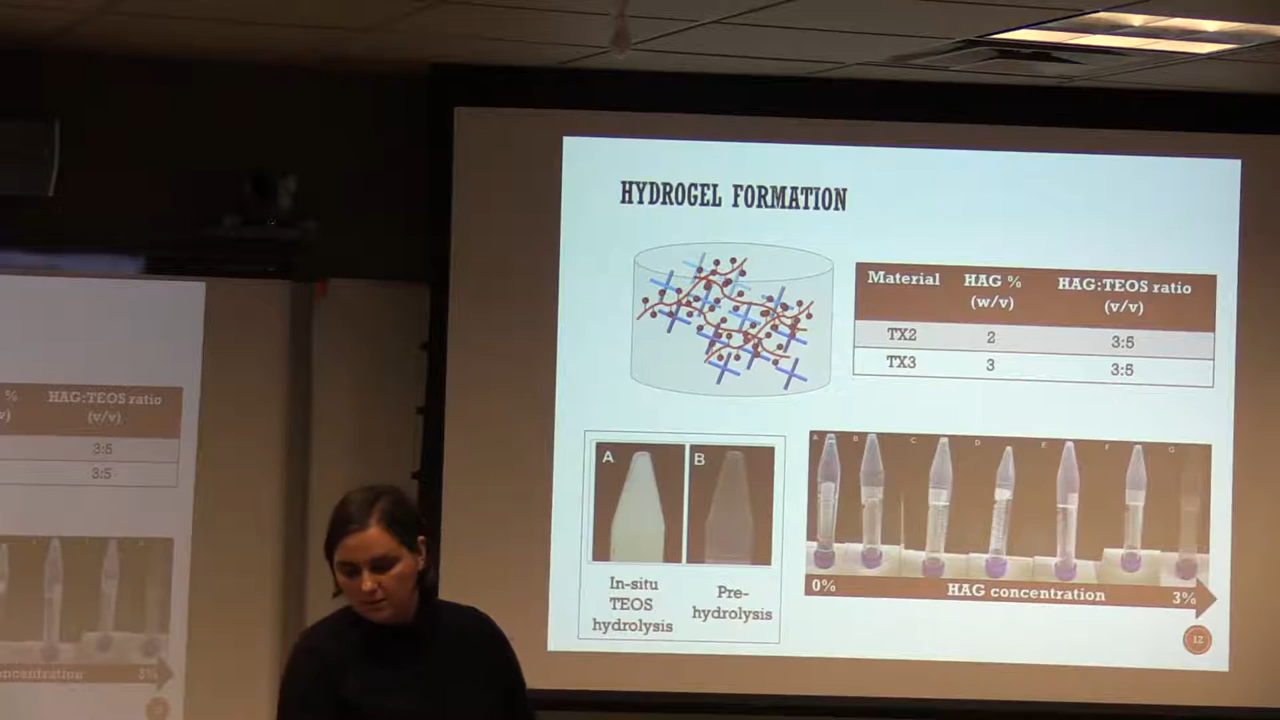 HYDROGEL FORMATION
Material HAG % HAG:TEOS ratio
(w/v) (v/v)
TX2 2 3:5
TX3 3 3:5
A B
In-situ
TEOS
hydrolysis
Pre-
hydrolysis
A B C D E F G
0% HAG concentration 3%
12
% HAG:TEOS ratio
(v/v)
3:5
3:5
3%